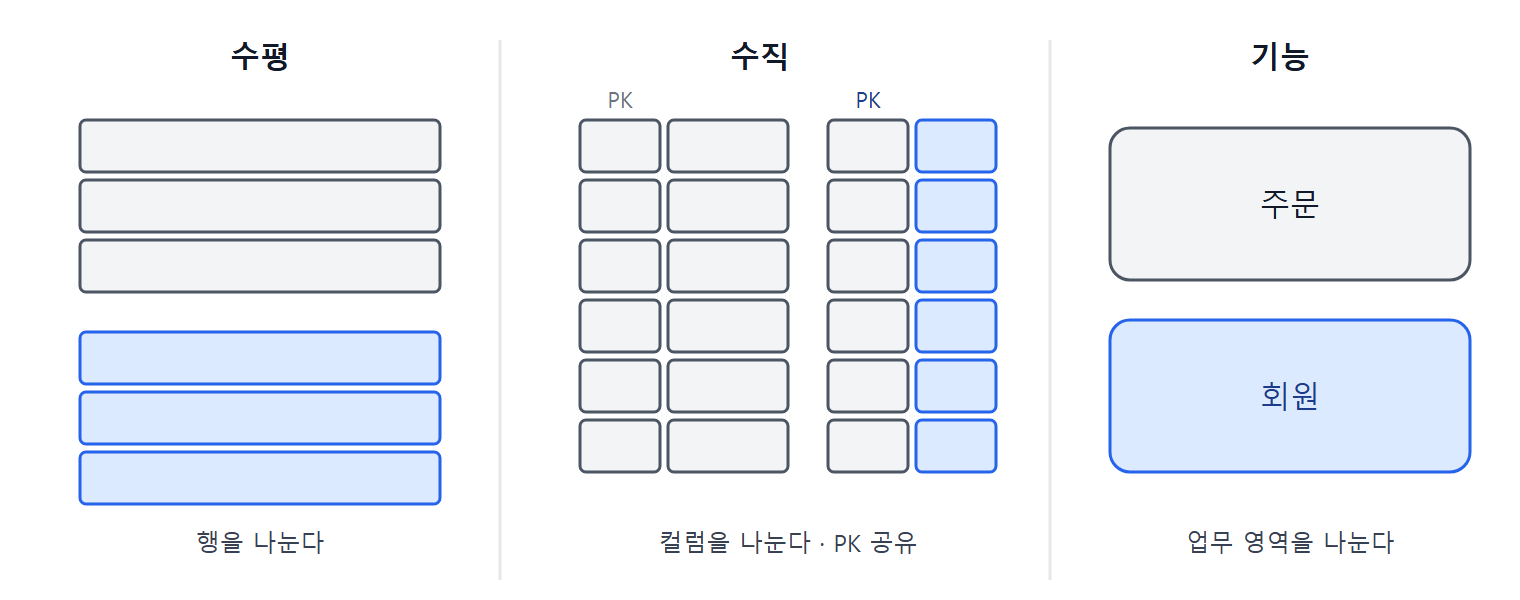 수평
행을 나눈다
수직
PK
PK
컬럼을 나눈다 · PK 공유
기능
주문
회원
업무 영역을 나눈다